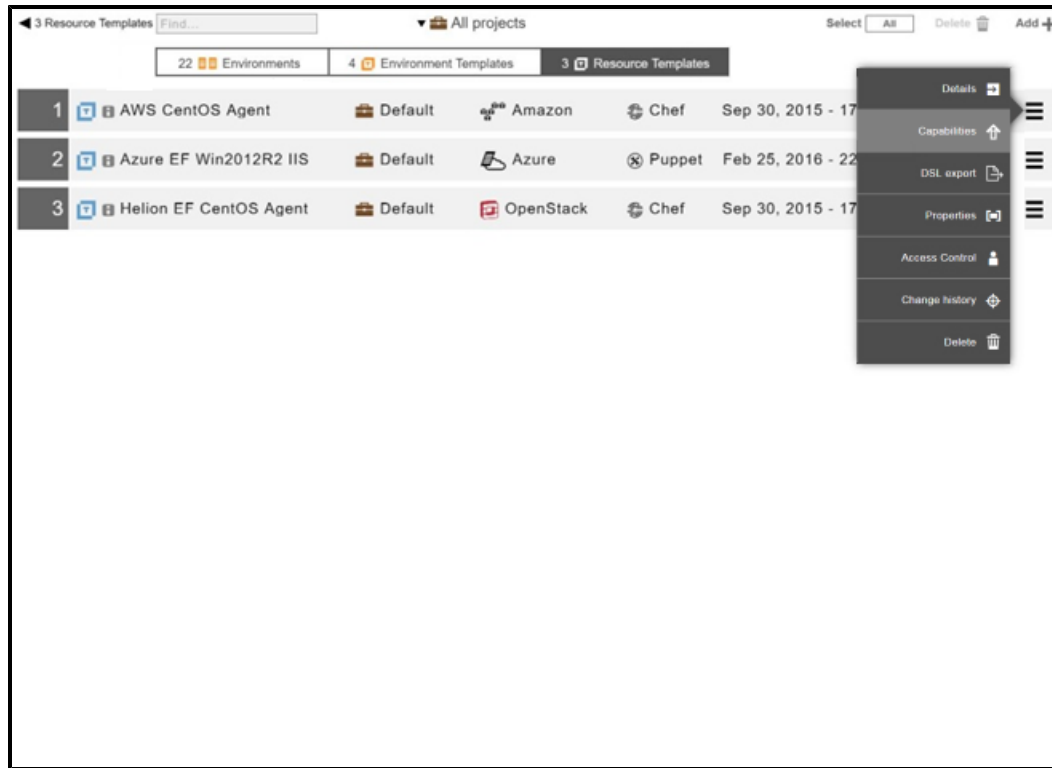 3 Resource Templates Find... All projects Select All Delete Add
22 Environments 4 Environment Templates 3 Resource Templates
1 AWS CentOS Agent Default Amazon Chef Sep 30, 2015 - 17
2 Azure EF Win2012R2 IIS Default Azure Puppet Feb 25, 2016 - 22
3 Helion EF CentOS Agent Default OpenStack Chef Sep 30, 2015 - 17
Details
Capabilities
DSL export
Properties
Access Control
Change history
Delete